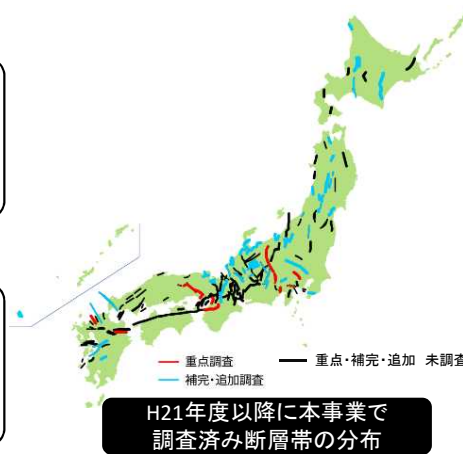 重点調査
重点・補完・追加 未調査
補完・追加調査
H21年度以降に本事業で
調査済み断層帯の分布